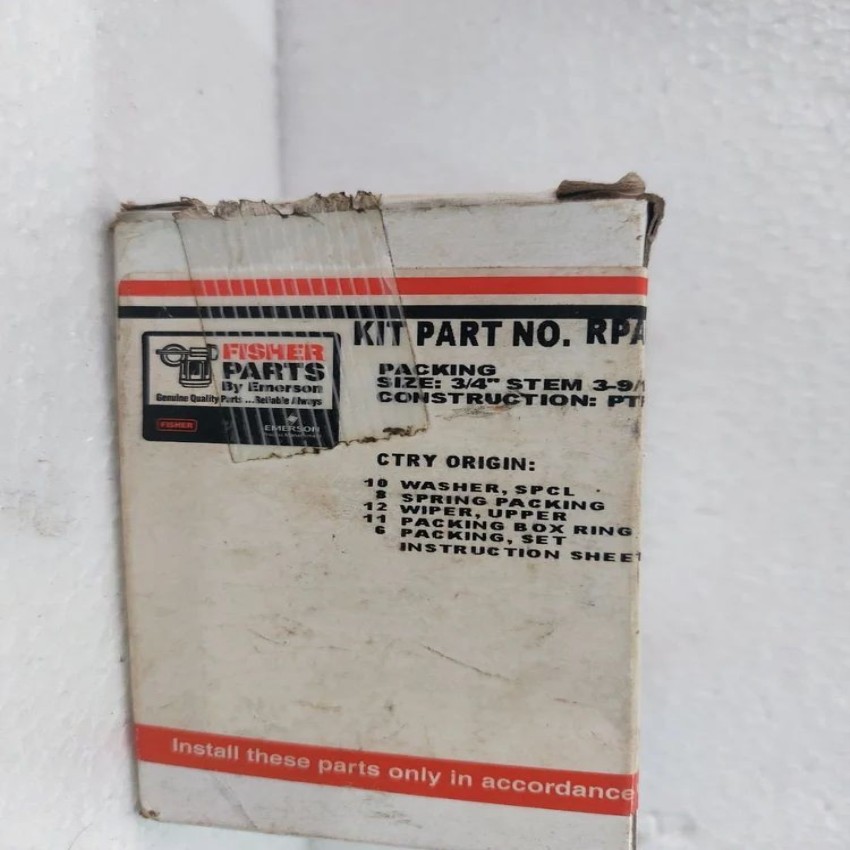 KIT PART NO. RPA
FISHER
PARTS
By Emerson
Genuine Quality Parts ...Reliable Always
FISHER
EMERSON
PACKING
SIZE: 3/4" STEM 3-9/1
CONSTRUCTION: PT
CTRY ORIGIN:
10 WASHER, SPCL
8 SPRING PACKING
12 WIPER, UPPER
11 PACKING BOX RING
6 PACKING, SET
INSTRUCTION SHEET
Install these parts only in accordance